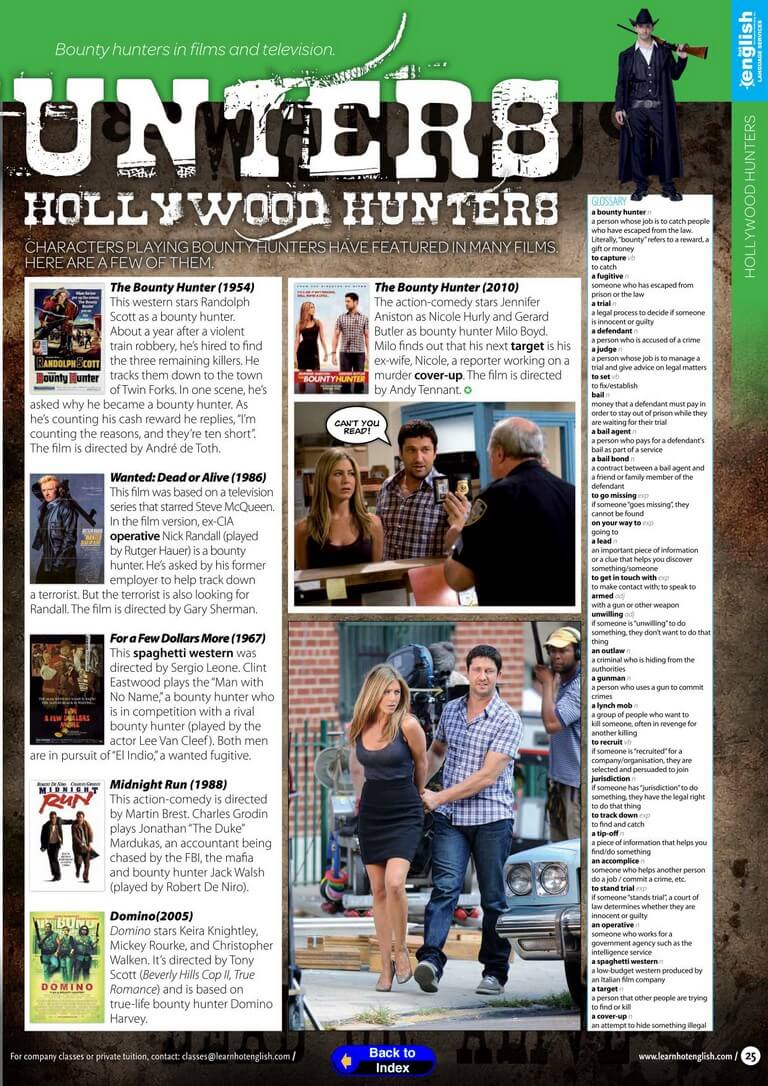 Bounty hunters in films and television.
UNTERS
HOLLYWOOD HUNTERS
CHARACTERS PLAYING BOUNTY HUNTERS HAVE FEATURED IN MANY FILMS.
HERE ARE A FEW OF THEM.
The Bounty Hunter (1954)
This western stars Randolph
Scott as a bounty hunter.
About a year after a violent
train robbery, he's hired to find
the three remaining killers. He
tracks them down to the town
of Twin Forks. In one scene, he's
asked why he became a bounty hunter. As
he's counting his cash reward he replies, "I'm
counting the reasons, and they're ten short".
The film is directed by André de Toth.
RANDOLPH SCOTT
Bounty Hunter
Wanted: Dead or Alive (1986)
This film was based on a television
series that starred Steve McQueen.
In the film version, ex-CIA
operative Nick Randall (played
by Rutger Hauer) is a bounty
hunter. He's asked by his former
employer to help track down
a terrorist. But the terrorist is also looking for
Randall. The film is directed by Gary Sherman.
For a Few Dollars More (1967)
This spaghetti western was
directed by Sergio Leone. Clint
Eastwood plays the "Man with
No Name," a bounty hunter who
is in competition with a rival
bounty hunter (played by the
actor Lee Van Cleef). Both men
are in pursuit of "El Indio," a wanted fugitive.
Midnight Run (1988)
This action-comedy is directed
by Martin Brest. Charles Grodin
plays Jonathan "The Duke"
Mardukas, an accountant being
chased by the FBI, the mafia
and bounty hunter Jack Walsh
(played by Robert De Niro).
MIDNIGHT
RUN
Domino(2005)
Domino stars Keira Knightley,
Mickey Rourke, and Christopher
Walken. It's directed by Tony
Scott (Beverly Hills Cop II, True
Romance) and is based on
true-life bounty hunter Domino
Harvey.
DOMINO
The Bounty Hunter (2010)
The action-comedy stars Jennifer
Aniston as Nicole Hurly and Gerard
Butler as bounty hunter Milo Boyd.
Milo finds out that his next target is his
ex-wife, Nicole, a reporter working on a
murder cover-up. The film is directed
by Andy Tennant.
BOUNTY HUNTER
CAN'T YOU
READ!
GLOSSARY
a bounty hunter n
a person whose job is to catch people
who have escaped from the law.
Literally, "bounty" refers to a reward, a
gift or money
to capture vb
to catch
a fugitive n
someone who has escaped from
prison or the law
a trial n
a legal process to decide if someone
is innocent or guilty
a defendant n
a person who is accused of a crime
a judge n
a person whose job is to manage a
trial and give advice on legal matters
to set vb
to fix/establish
bail n
money that a defendant must pay in
order to stay out of prison while they
are waiting for their trial
a bail agent n
a person who pays for a defendant's
bail as part of a service
a bail bond n
a contract between a bail agent and
a friend or family member of the
defendant
to go missing exp
if someone "goes missing", they
cannot be found
on your way to exp
going to
a lead n
an important piece of information
or a clue that helps you discover
something/someone
to get in touch with exp
to make contact with; to speak to
armed adj
with a gun or other weapon
unwilling adj
if someone is "unwilling" to do
something, they don't want to do that
thing
an outlaw n
a criminal who is hiding from the
authorities
a gunman n
a person who uses a gun to commit
crimes
a lynch mob n
a group of people who want to
kill someone, often in revenge for
another killing
to recruit vb
if someone is "recruited" for a
company/organisation, they are
selected and persuaded to join
jurisdiction n
if someone has "jurisdiction" to do
something, they have the legal right
to do that thing
to track down exp
to find and catch
a tip-off n
a piece of information that helps you
find/do something
an accomplice n
someone who helps another person
do a job / commit a crime, etc.
to stand trial exp
if someone "stands trial", a court of
law determines whether they are
innocent or guilty
an operative n
someone who works for a
government agency such as the
intelligence service
a spaghetti western n
a low-budget western produced by
an Italian film company
a target n
a person that other people are trying
to find or kill
a cover-up n
an attempt to hide something illegal
english
LANGUAGE SERVICES
HOLLYWOOD HUNTERS
For company classes or private tuition, contact: classes@learnhotenglish.com /
Back to
Index
www.learnhotenglish.com / 25